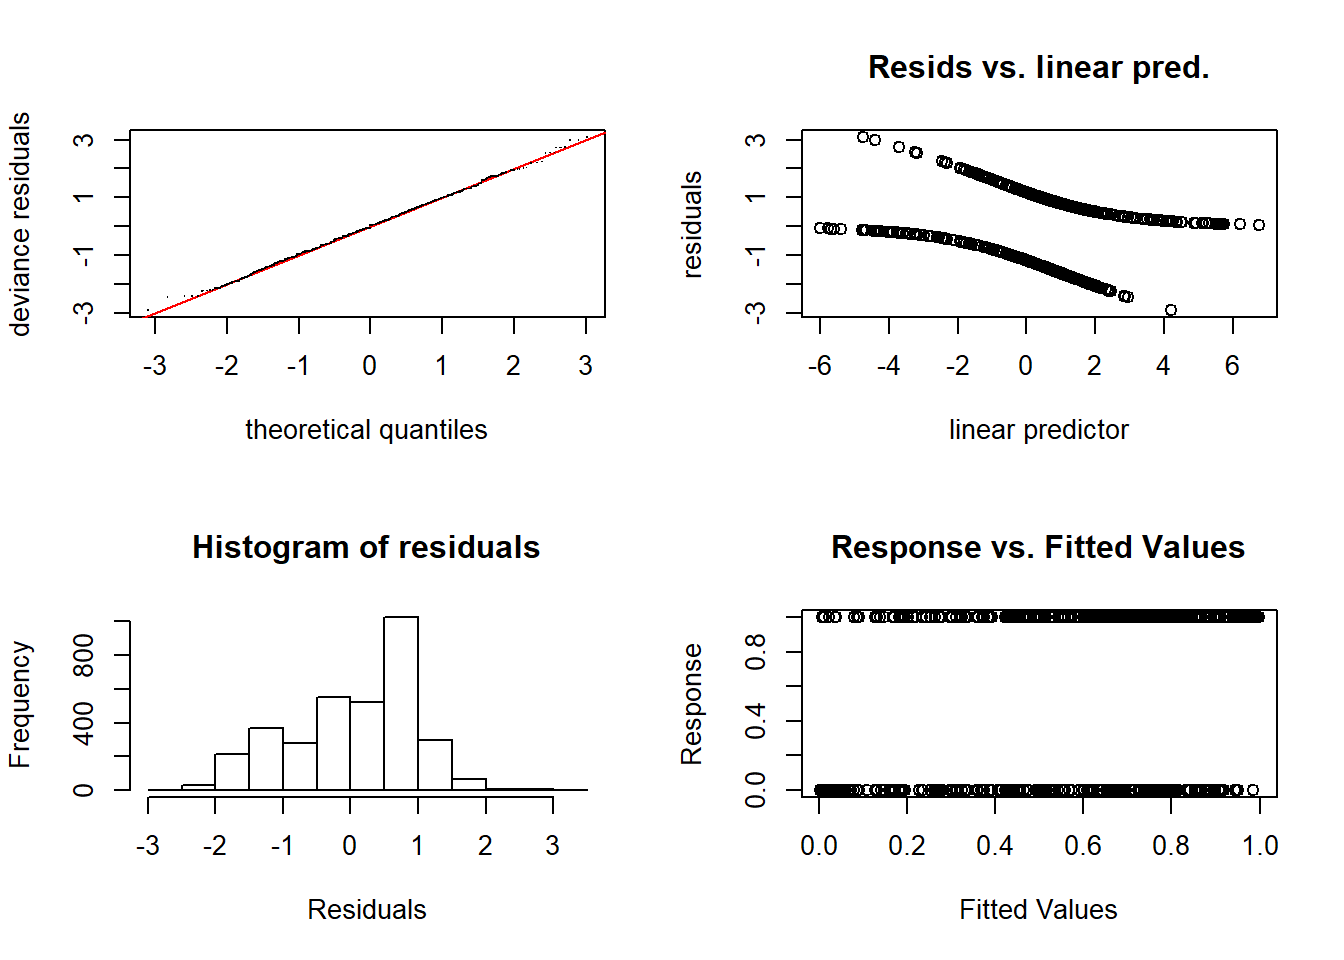 deviance residuals
3
1
-1
-3
-3 -2 -1 0 1 2 3
theoretical quantiles
Resids vs. linear pred.
residuals
3
1
-1
-3
-6 -4 -2 0 2 4 6
linear predictor
Histogram of residuals
Frequency
800
400
0
-3 -2 -1 0 1 2 3
Residuals
Response vs. Fitted Values
Response
0.8
0.4
0.0
0.0 0.2 0.4 0.6 0.8 1.0
Fitted Values